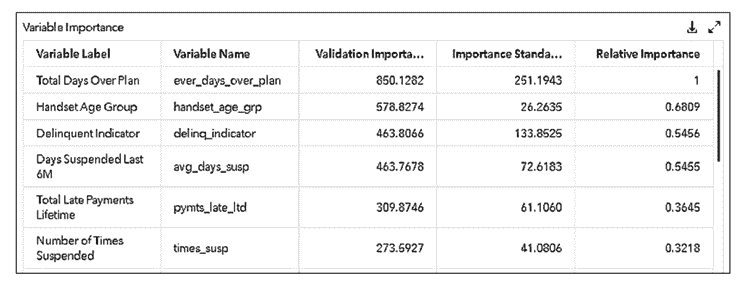 Variable Importance
Variable Label Variable Name Validation Importa... Importance Standa... Relative Importance
Total Days Over Plan ever_days_over_plan 850.1282 251.1943 1
Handset Age Group handset_age_grp 578.8274 26.2635 0.6809
Delinquent Indicator delinq_indicator 463.8066 133.8525 0.5456
Days Suspended Last
6M avg_days_susp 463.7678 72.6183 0.5455
Total Late Payments
Lifetime pymts_late_ltd 309.8746 61.1060 0.3645
Number of Times
Suspended times_susp 273.5927 41.0806 0.3218